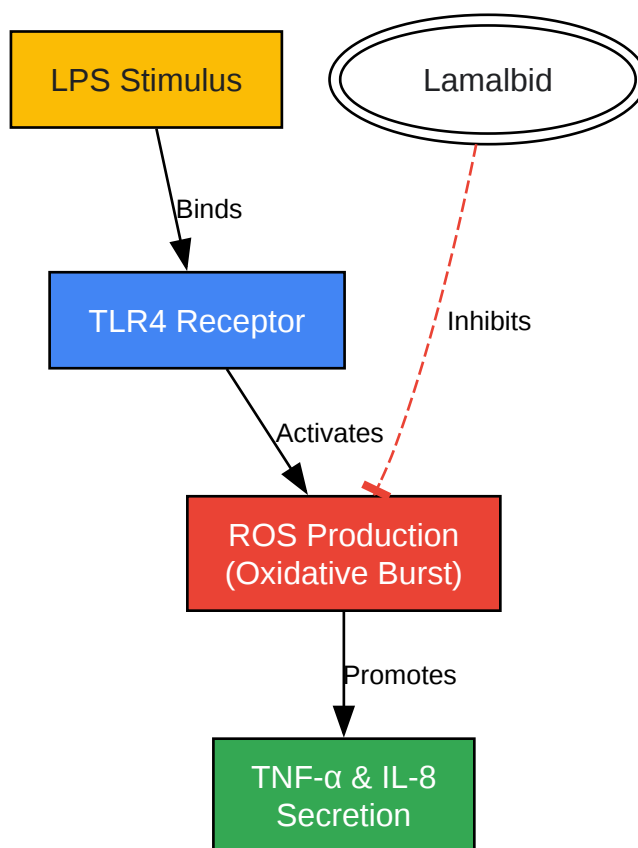 LPS Stimulus
Lamalbid
Binds
TLR4 Receptor
Inhibits
Activates
ROS Production
(Oxidative Burst)
Promotes
TNF-α & IL-8
Secretion